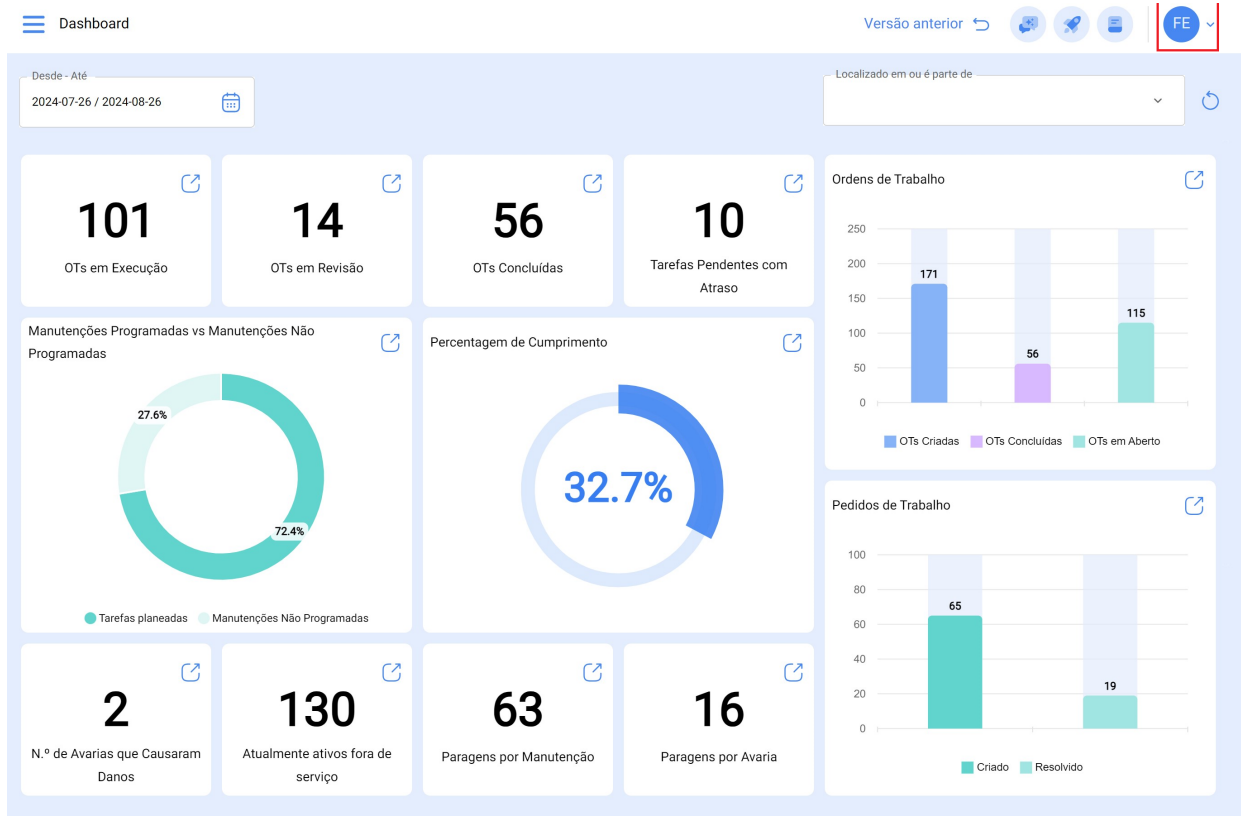 Dashboard
Versão anterior
FE
Desde - Até
2024-07-26 / 2024-08-26
Localizado em ou é parte de
101
OTs em Execução
14
OTs em Revisão
56
OTs Concluídas
10
Tarefas Pendentes com
Atraso
Ordens de Trabalho
250
200
150
100
50
0
171
56
115
OTs Criadas
OTs Concluídas
OTs em Aberto
Manutenções Programadas vs Manutenções Não
Programadas
27.6%
72.4%
Tarefas planeadas
Manutenções Não Programadas
Percentagem de Cumprimento
32.7%
Pedidos de Trabalho
100
80
60
40
20
0
65
19
Criado
Resolvido
2
N.º de Avarias que Causaram
Danos
130
Atualmente ativos fora de
serviço
63
Paragens por Manutenção
16
Paragens por Avaria